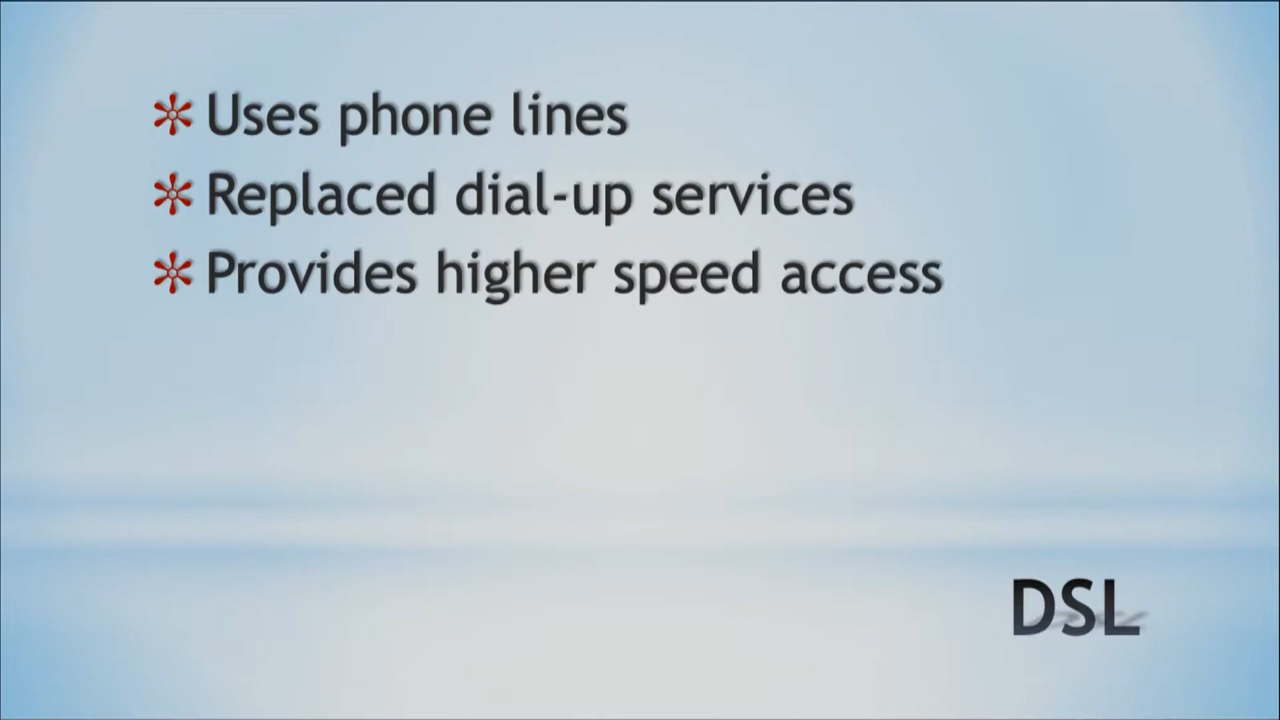 Uses phone lines
Replaced dial-up services
Provides higher speed access
DSL